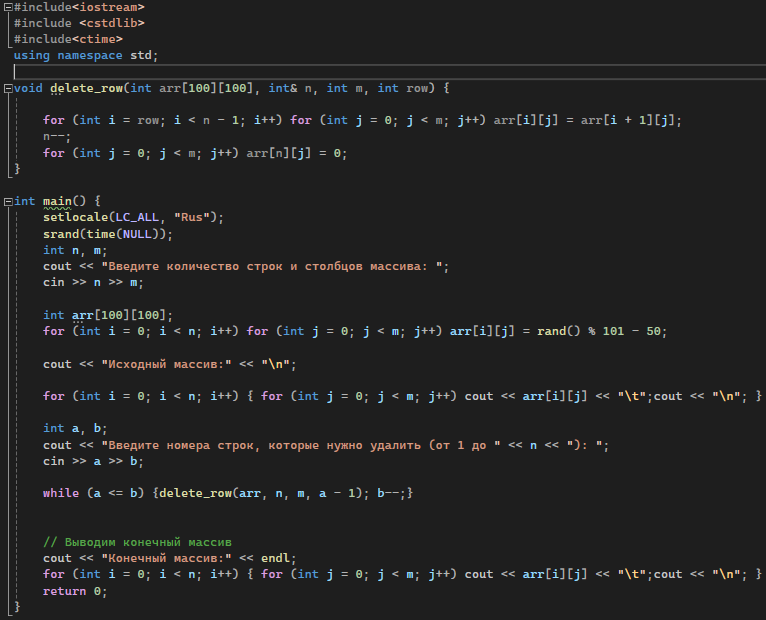 #include<iostream>
#include <cstdlib>
#include<ctime>
using namespace std;
void delete_row(int arr[100][100], int& n, int m, int row) {
for (int i = row; i < n - 1; i++) for (int j = 0; j < m; j++) arr[i][j] = arr[i + 1][j];
n--;
for (int j = 0; j < m; j++) arr[n][j] = 0;
}
int main() {
setlocale(LC_ALL, "Rus");
srand(time(NULL));
int n, m;
cout << "Введите количество строк и столбцов массива: ";
cin >> n >> m;
int arr[100][100];
for (int i = 0; i < n; i++) for (int j = 0; j < m; j++) arr[i][j] = rand() % 101 - 50;
cout << "Исходный массив:" << "\n";
for (int i = 0; i < n; i++) { for (int j = 0; j < m; j++) cout << arr[i][j] << "\t";cout << "\n"; }
int a, b;
cout << "Введите номера строк, которые нужно удалить (от 1 до " << n << "): ";
cin >> a >> b;
while (a <= b) {delete_row(arr, n, m, a - 1); b--;}
// Выводим конечный массив
cout << "Конечный массив:" << endl;
for (int i = 0; i < n; i++) { for (int j = 0; j < m; j++) cout << arr[i][j] << "\t";cout << "\n"; }
return 0;
}